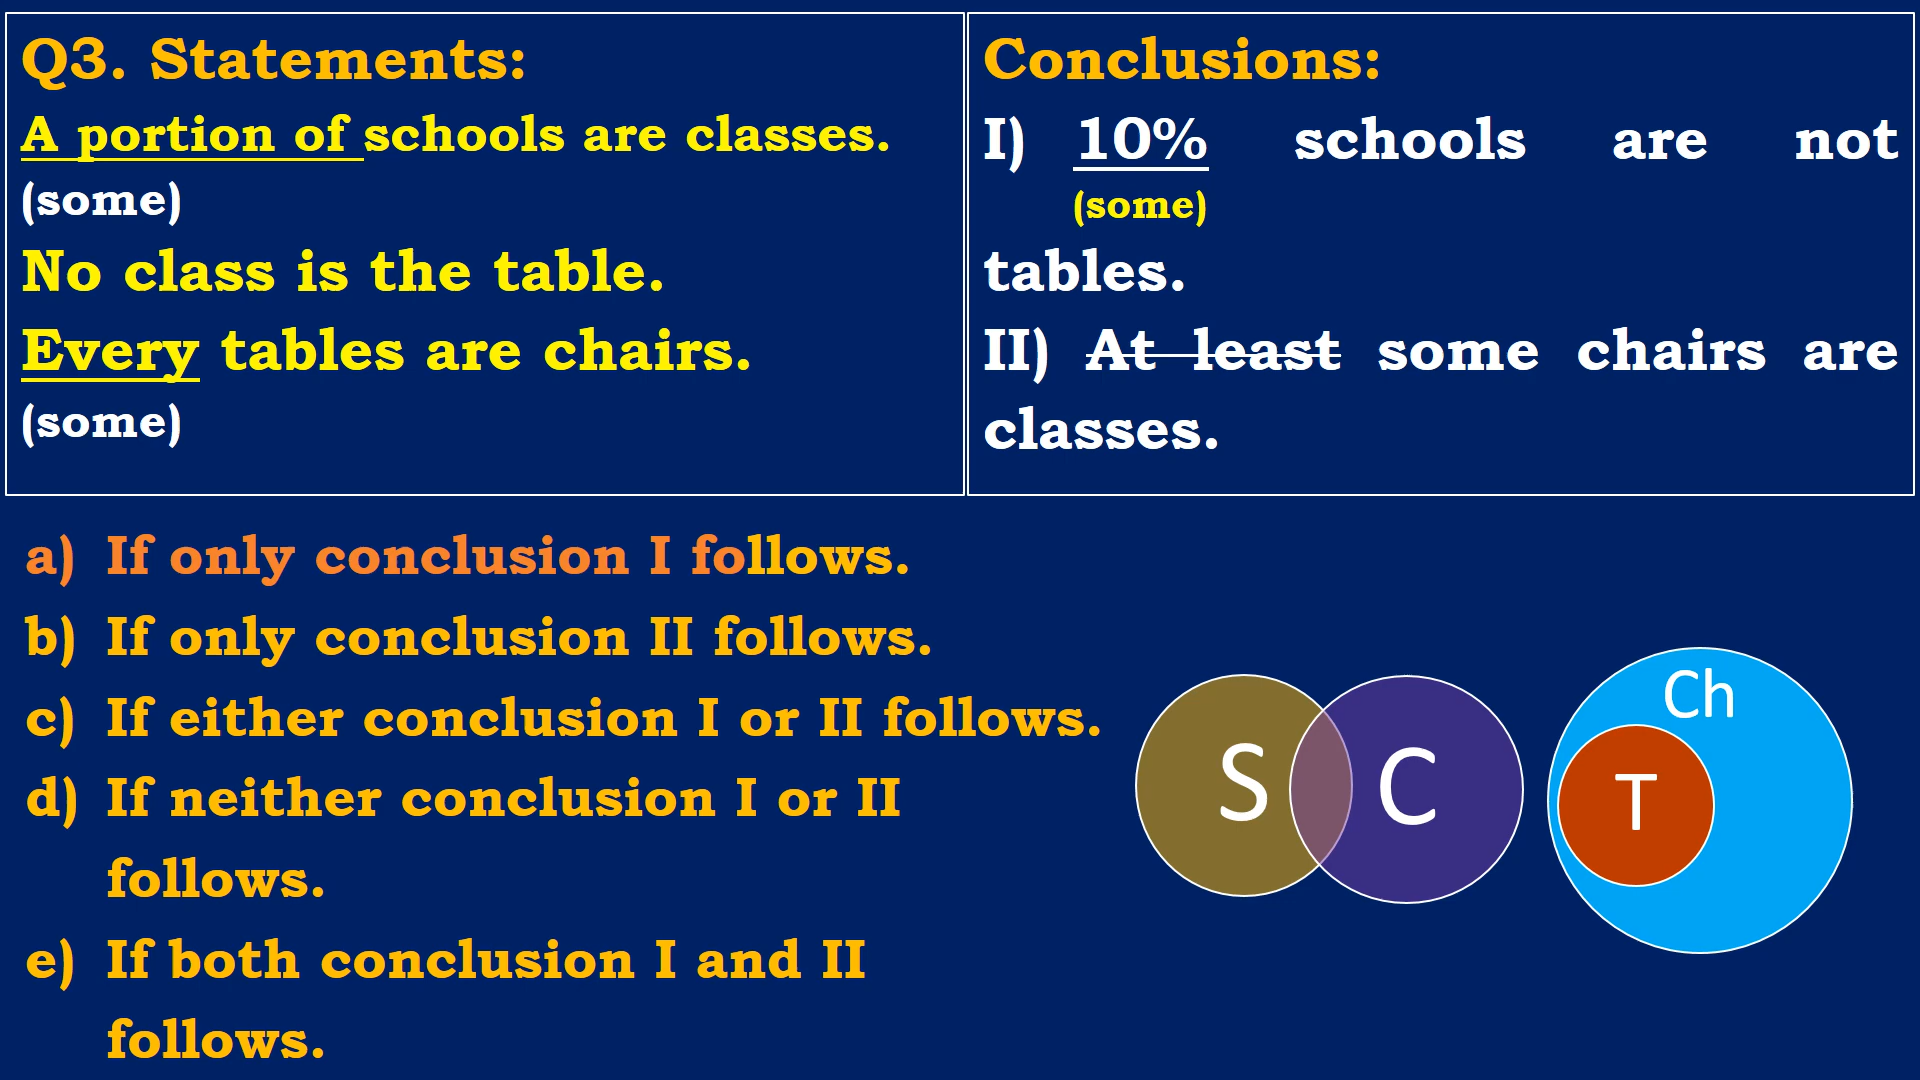 Q3. Statements:
A portion of schools are classes.
(some)
No class is the table.
Every tables are chairs.
(some)
Conclusions:
I) 10% schools are not
(some)
tables.
II) At least some chairs are
classes.
a) If only conclusion I follows.
b) If only conclusion II follows.
c) If either conclusion I or II follows.
d) If neither conclusion I or II
follows.
e) If both conclusion I and II
follows.
S
C
Ch
T